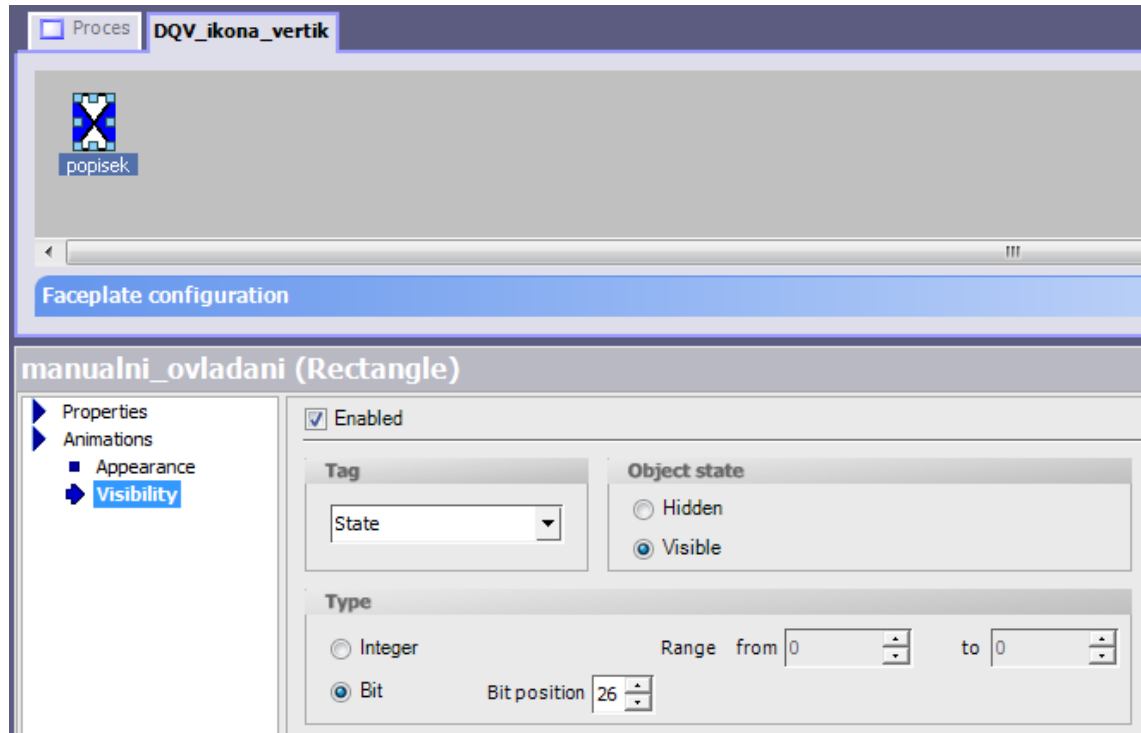 Proces DQV_ikona_vertik
popisek
Faceplate configuration
manualni_ovladani (Rectangle)
Properties
Animations
Appearance
Visibility
Enabled
Tag
State
Object state
Hidden
Visible
Type
Integer Range from 0 to 0
Bit Bit position 26